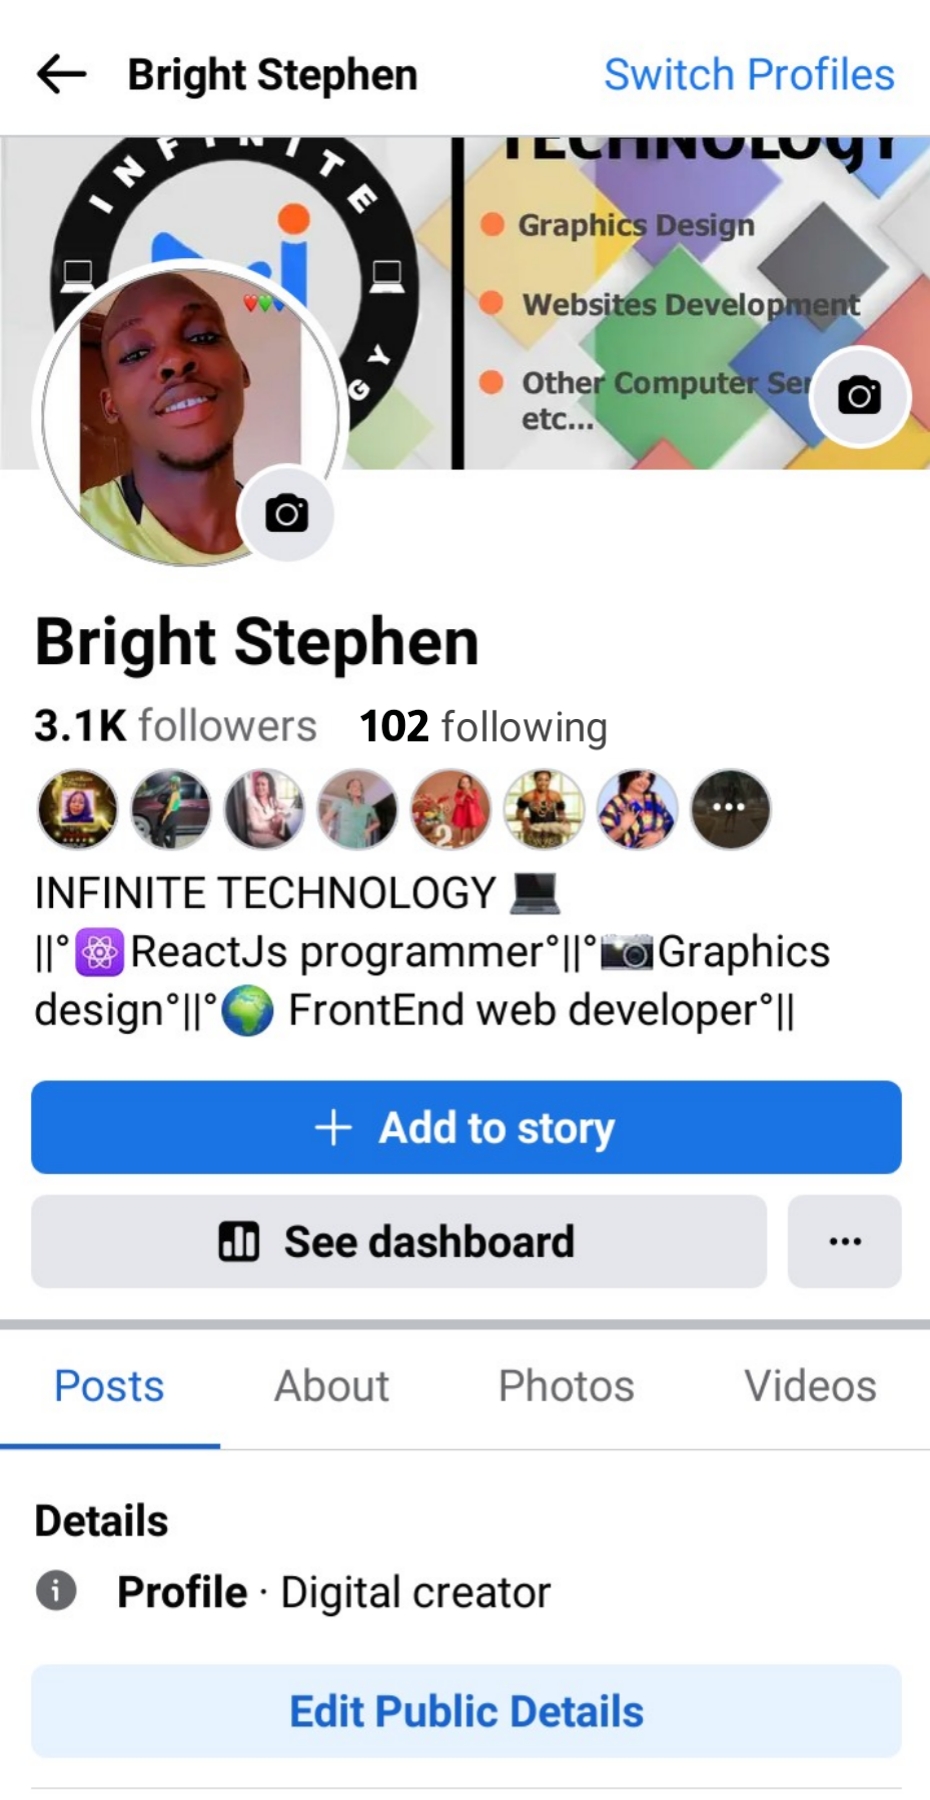 Bright Stephen
Switch Profiles
INFINITE
GY
TECHNOLOGY
Graphics Design
Websites Development
Other Computer Ser
etc...
Bright Stephen
3.1K followers 102 following
INFINITE TECHNOLOGY 💻
||°⚛️ReactJs programmer°||°📷Graphics
design°||°🌍 FrontEnd web developer°||
+ Add to story
See dashboard
...
Posts About Photos Videos
Details
Profile · Digital creator
Edit Public Details